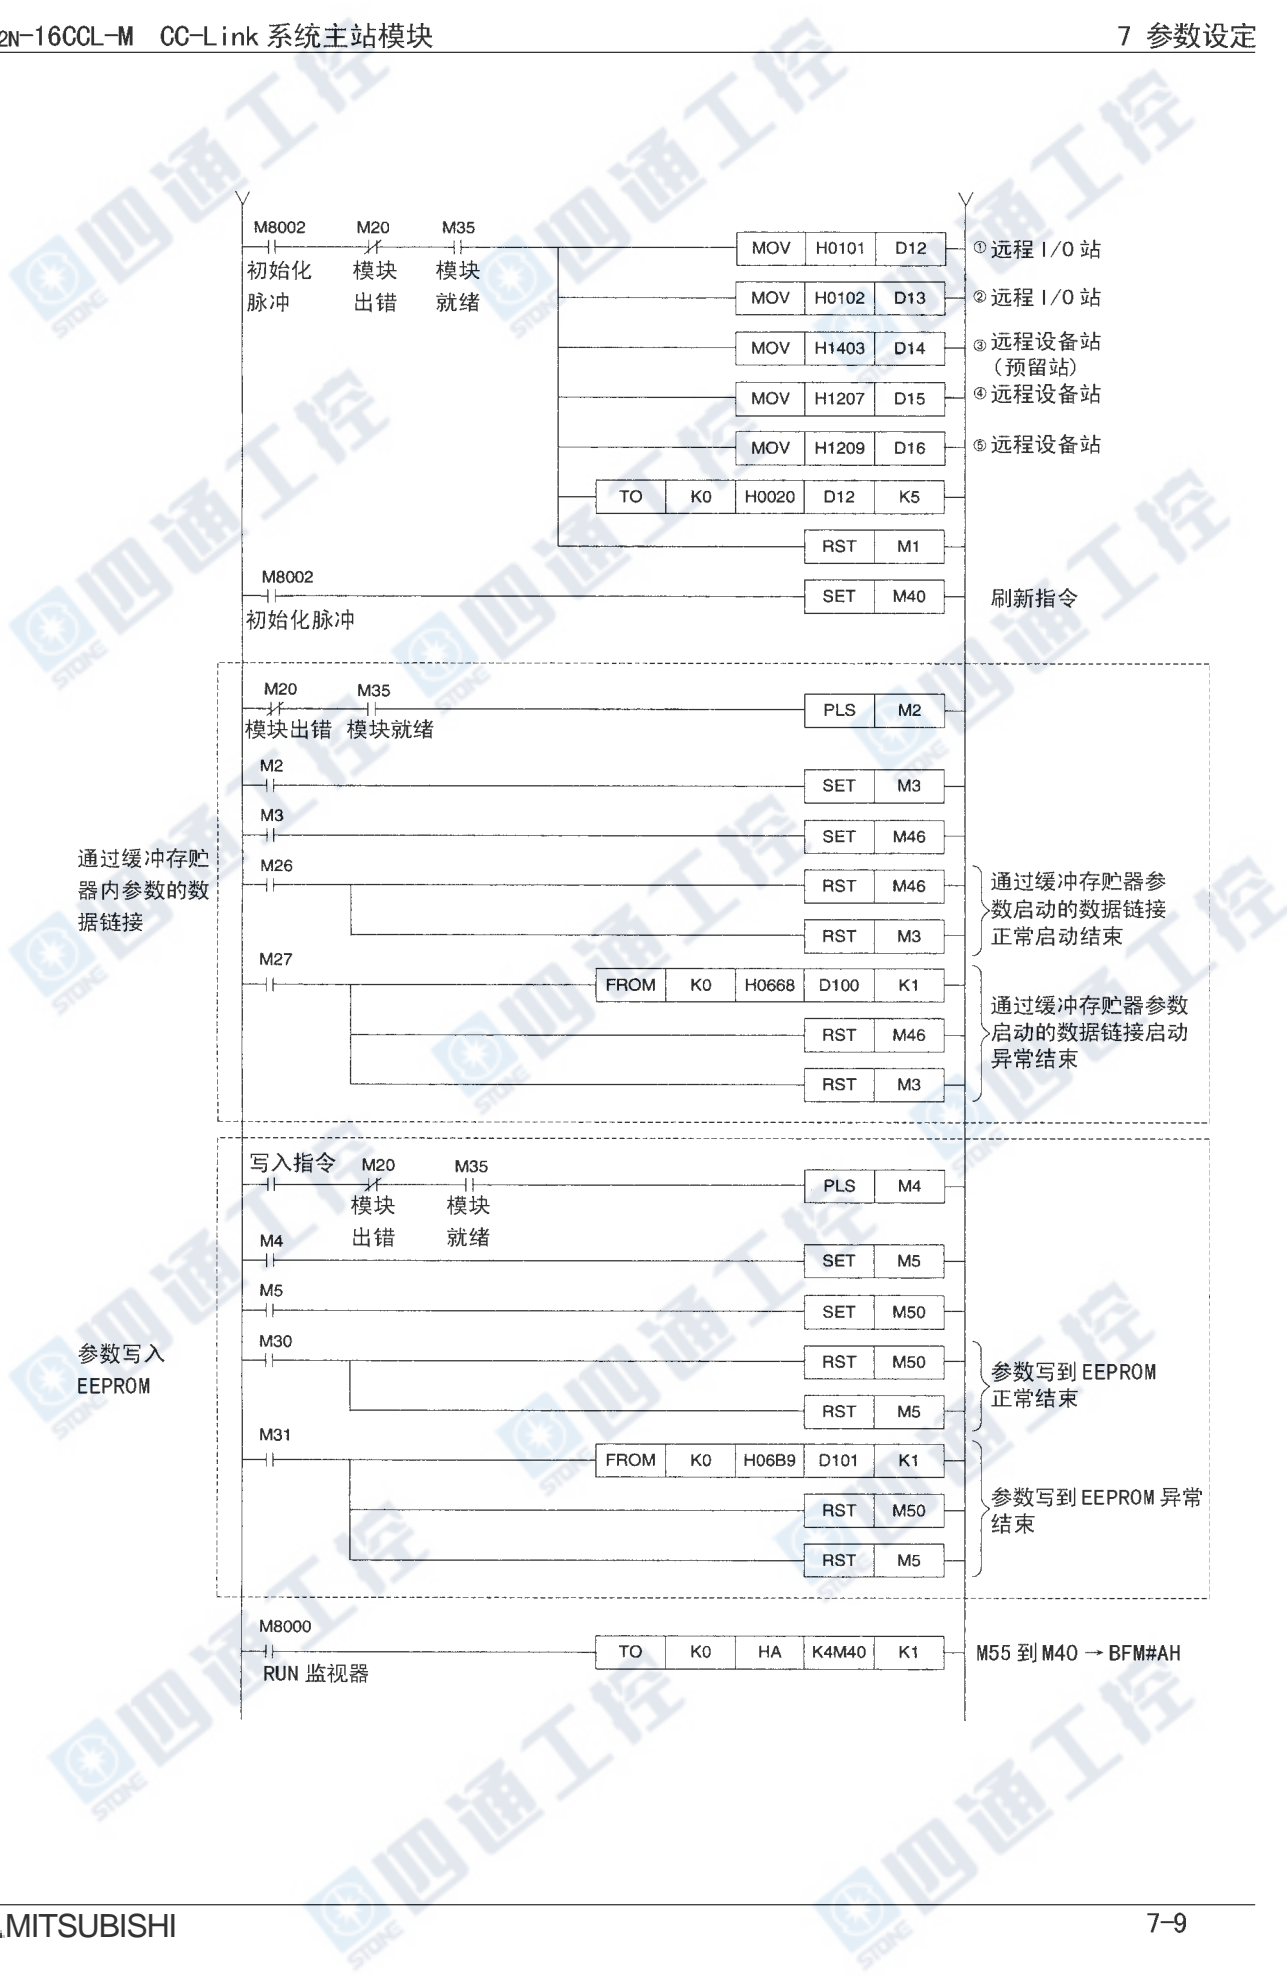 2N-16CCL-M CC-Link 系统主站模块 7 参数设定
M8002 M20 M35
MOV H0101 D12 ①远程 I/O 站
初始化 模块 模块
脉冲 出错 就绪
MOV H0102 D13 ②远程 I/O 站
MOV H1403 D14 ③远程设备站
(预留站)
MOV H1207 D15 ④远程设备站
MOV H1209 D16 ⑤远程设备站
TO K0 H0020 D12 K5
RST M1
M8002
SET M40 刷新指令
初始化脉冲
M20 M35
PLS M2
模块出错 模块就绪
M2
SET M3
M3
SET M46
通过缓冲存贮
器内参数的数
据链接
M26
RST M46
RST M3
通过缓冲存贮器参
数启动的数据链接
正常启动结束
M27
FROM K0 H0668 D100 K1
RST M46
RST M3
通过缓冲存贮器参数
启动的数据链接启动
异常结束
写入指令 M20 M35
PLS M4
模块 模块
出错 就绪
M4
SET M5
M5
SET M50
参数写入
EEPROM
M30
RST M50
RST M5
参数写到 EEPROM
正常结束
M31
FROM K0 H06B9 D101 K1
RST M50
RST M5
参数写到 EEPROM 异常
结束
M8000
TO K0 HA K4M40 K1 M55 到 M40 → BFM#AH
RUN 监视器
MITSUBISHI 7-9
四通工控
STONE